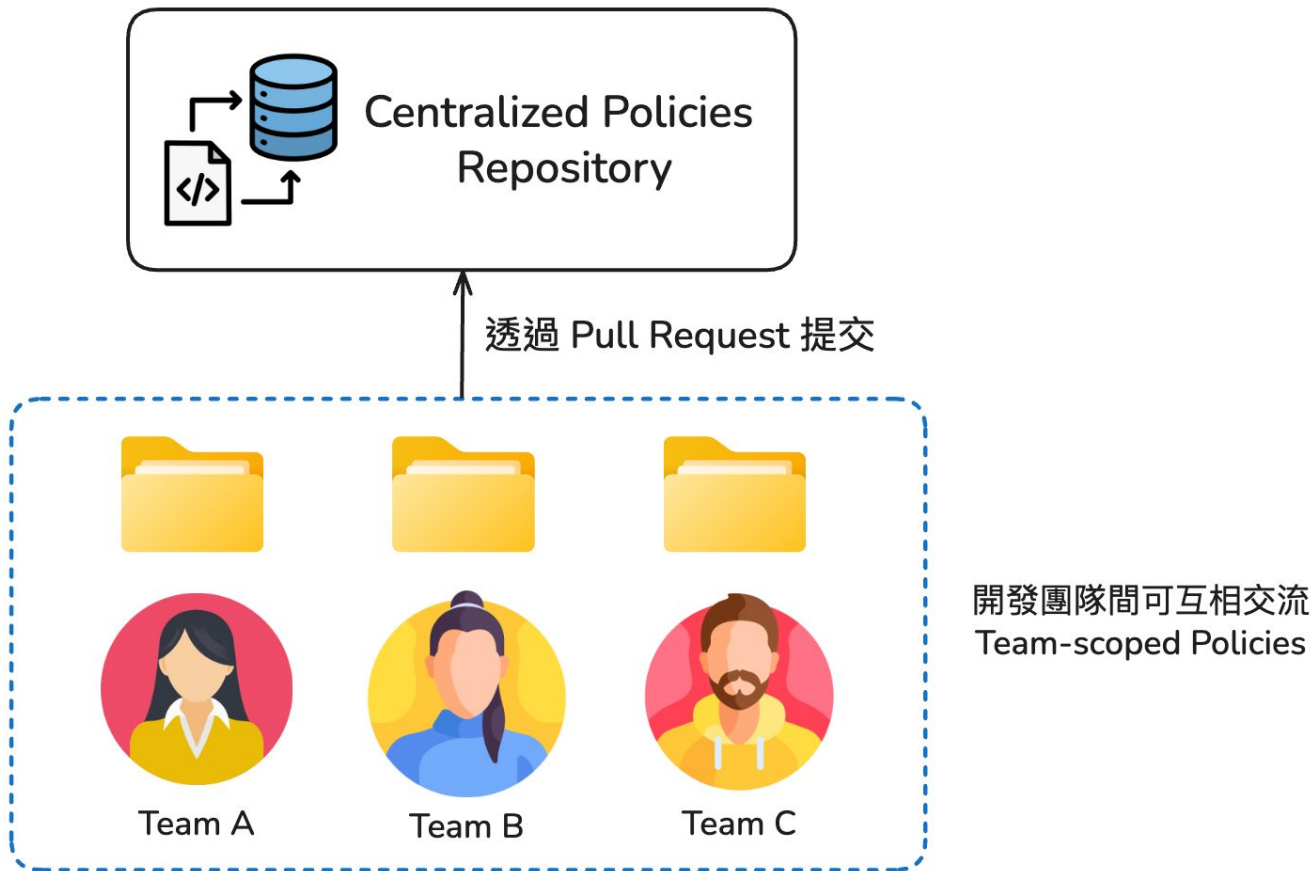 Centralized Policies
Repository
</>
透過 Pull Request 提交
開發團隊間可互相交流
Team-scoped Policies
Team A
Team B
Team C